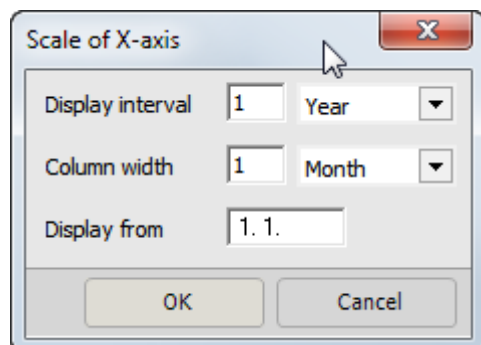 Scale of X-axis
Display interval 1 Year
Column width 1 Month
Display from 1. 1.
OK Cancel